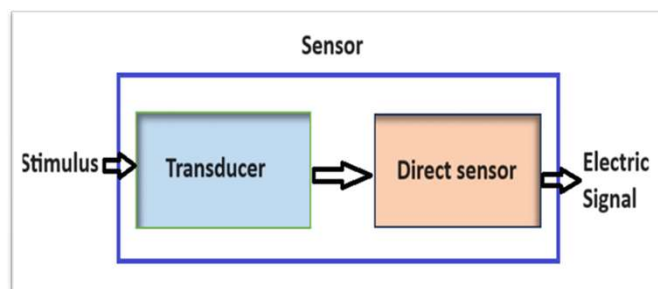 Sensor
Stimulus
Transducer
Direct sensor
Electric
Signal